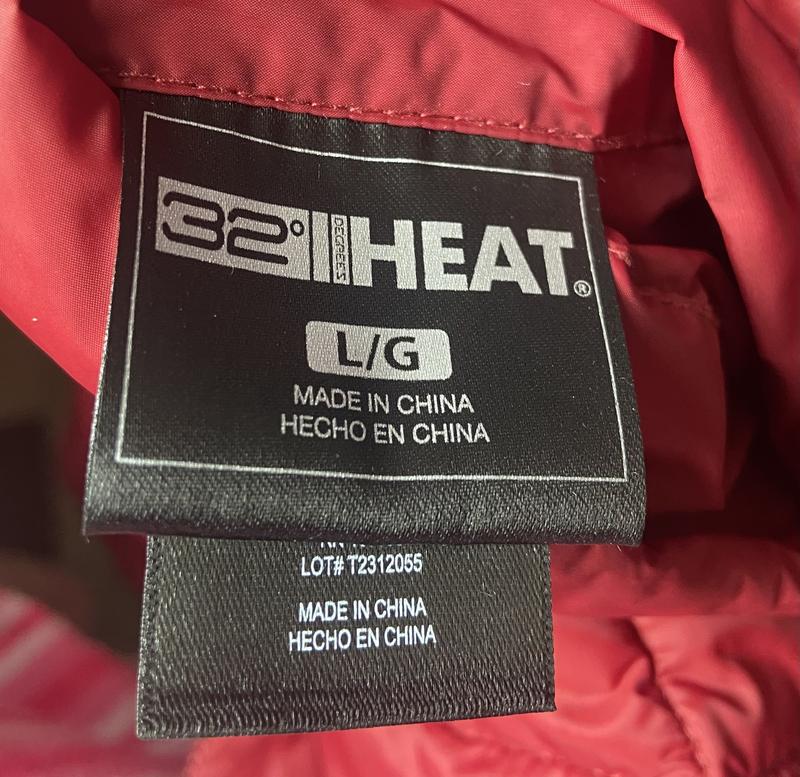 32° DEGREES HEAT®
L/G
MADE IN CHINA
HECHO EN CHINA
LOT# T2312055
MADE IN CHINA
HECHO EN CHINA